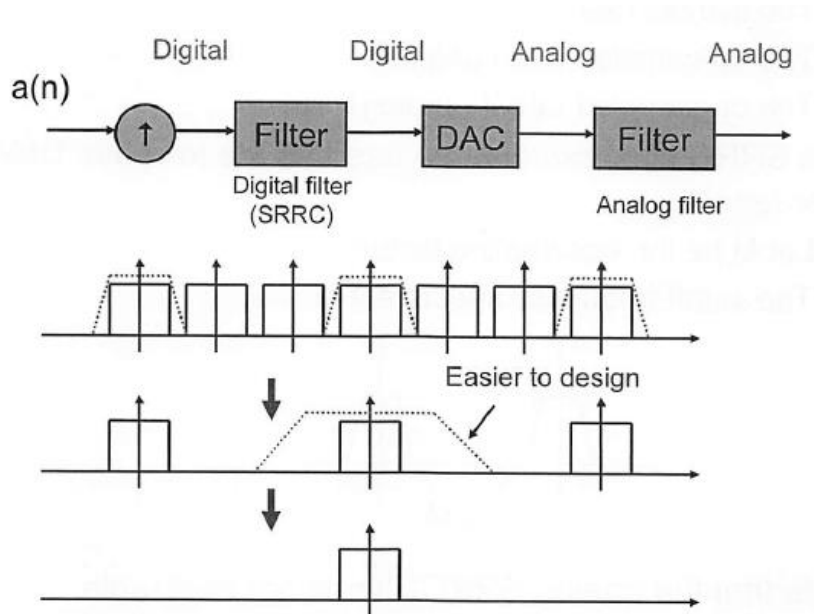 Digital Digital Analog Analog
a(n)
↑ Filter DAC Filter
Digital filter
(SRRC)
Analog filter
Easier to design